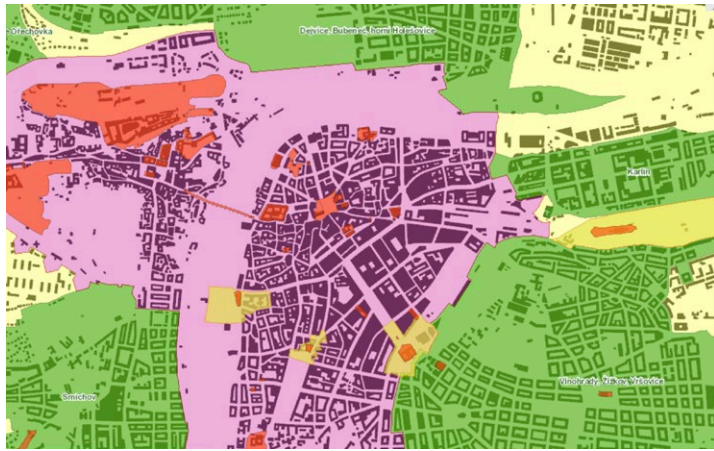 Ořechovka
Dejvice, Bubeneč, horní Holešovice
Karlín
Vinohrady, Žižkov, Vršovice
Smíchov